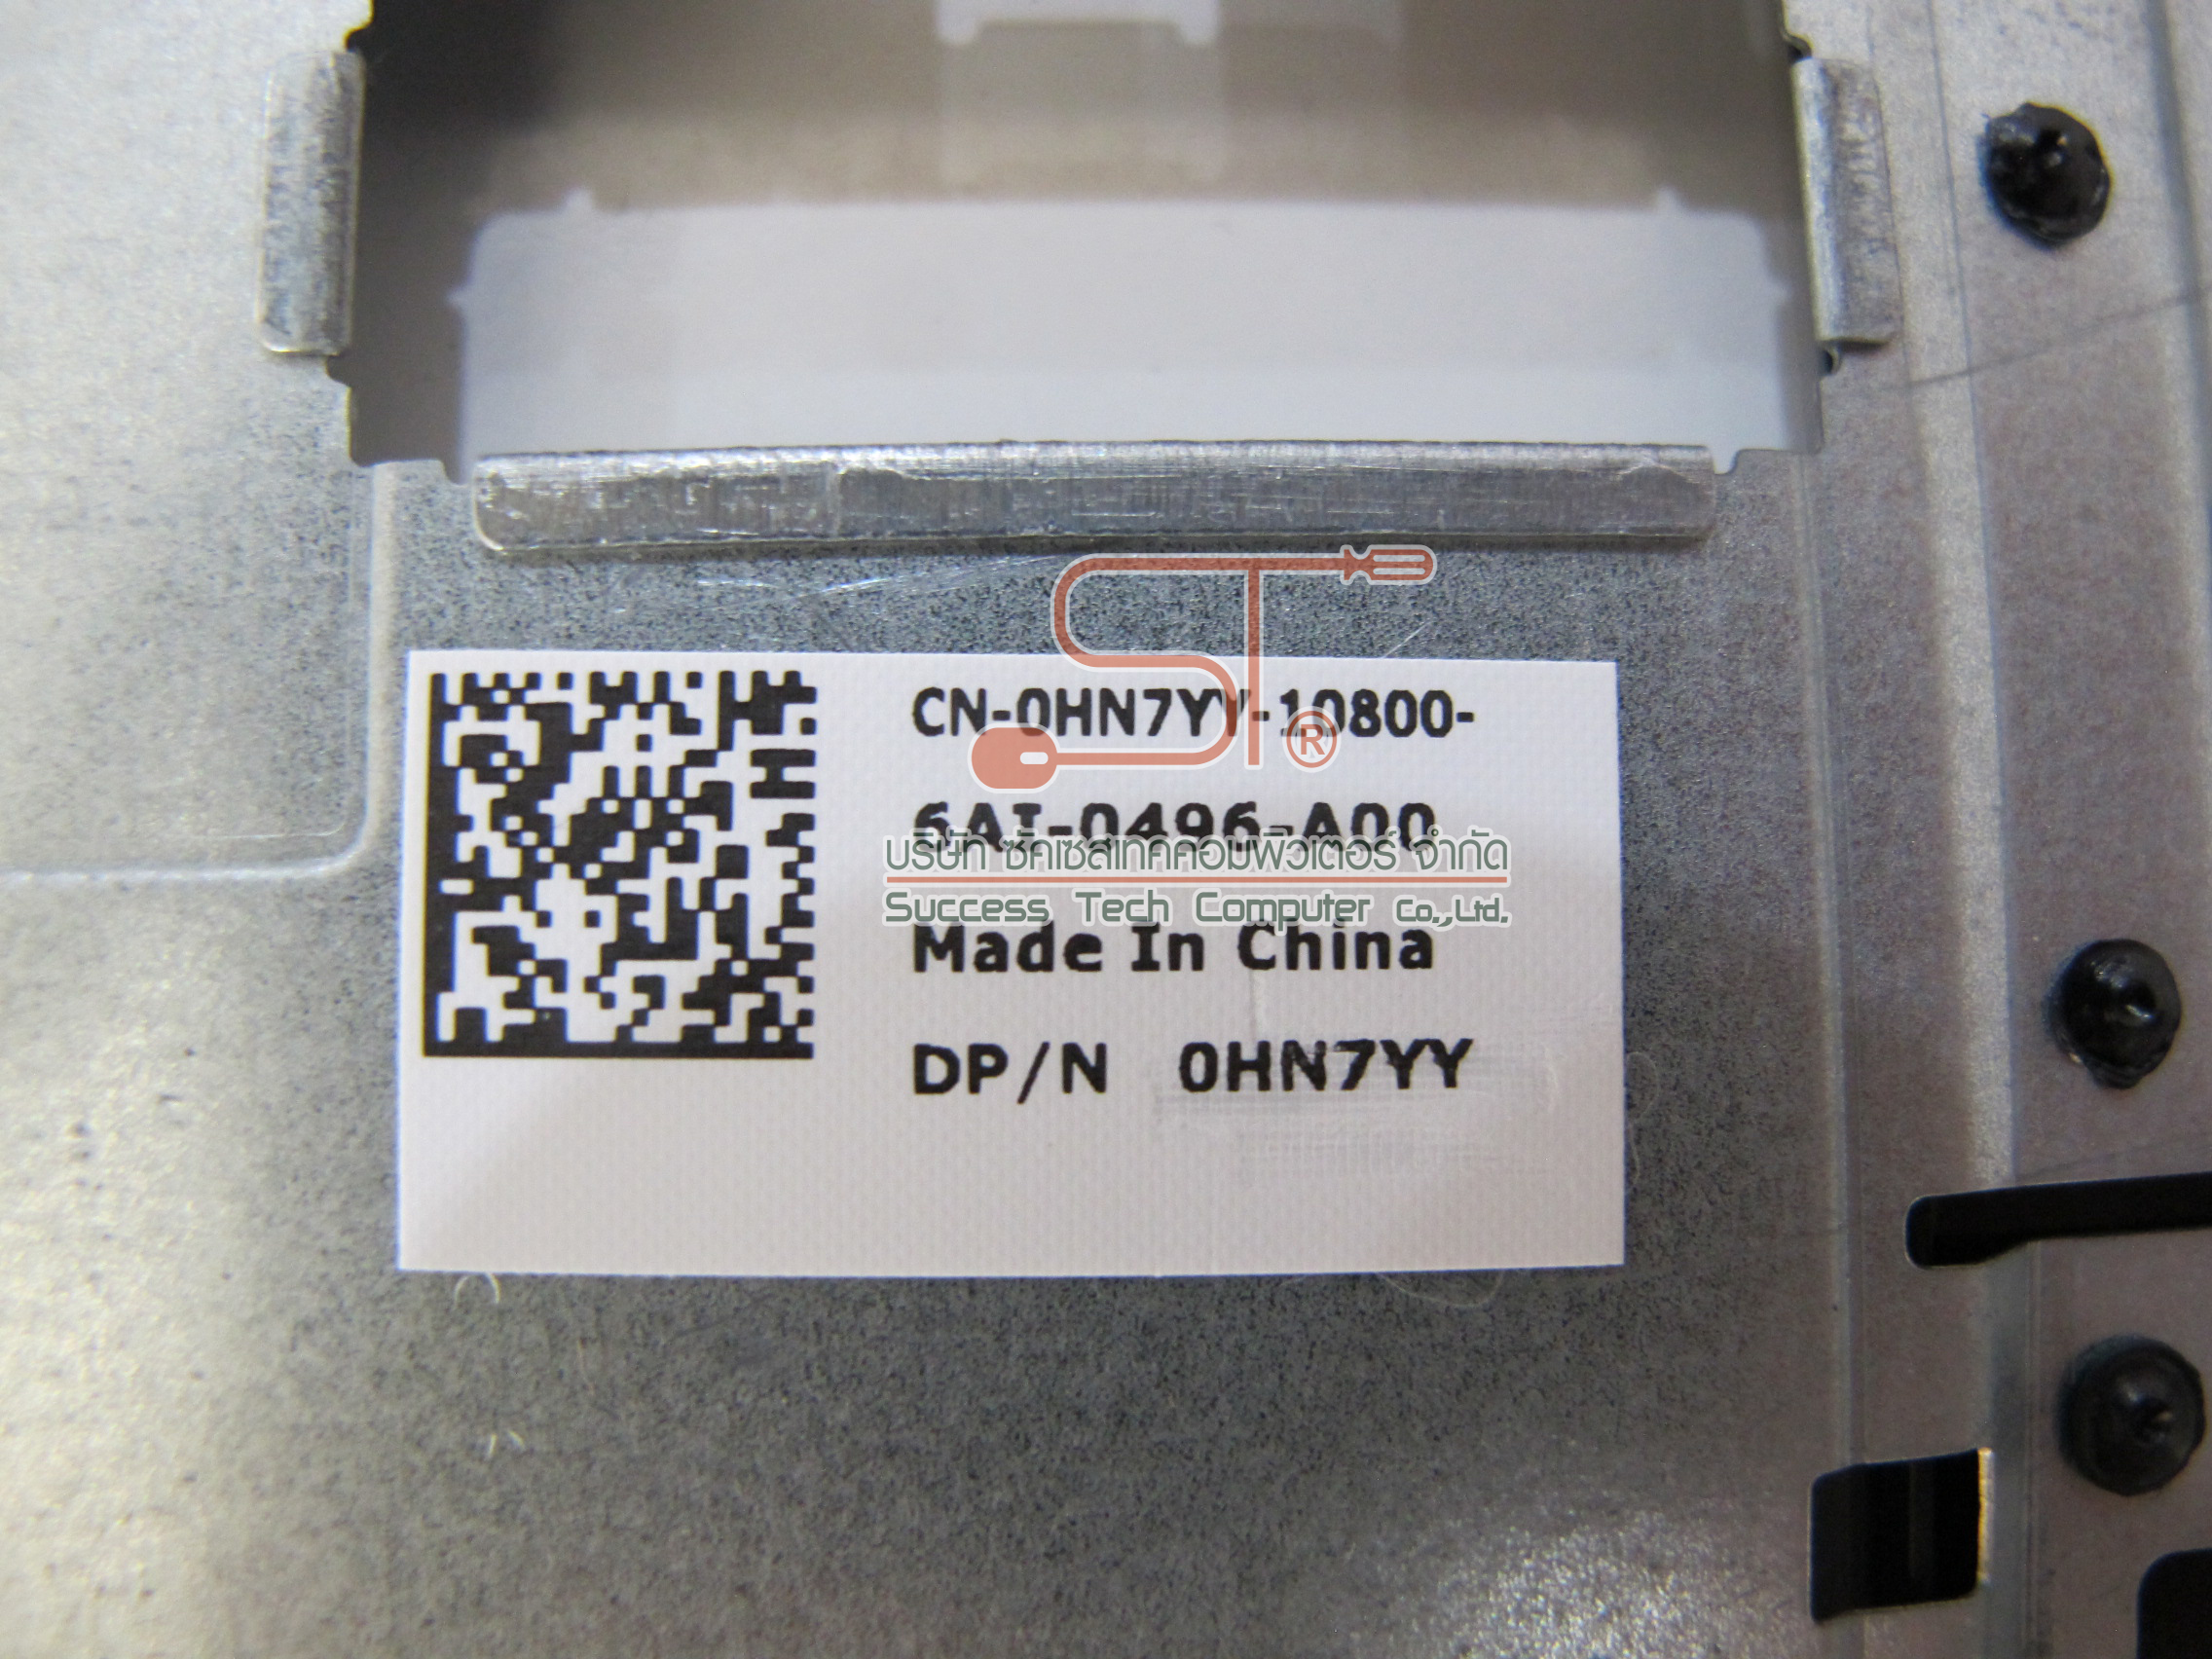 CN-0HN7YY-10800-
ST®
6AI-0496-A00
บริษัท ซัคเซสเทคคอมพิวเตอร์ จำกัด
Success Tech Computer Co.,Ltd.
Made In China
DP/N 0HN7YY